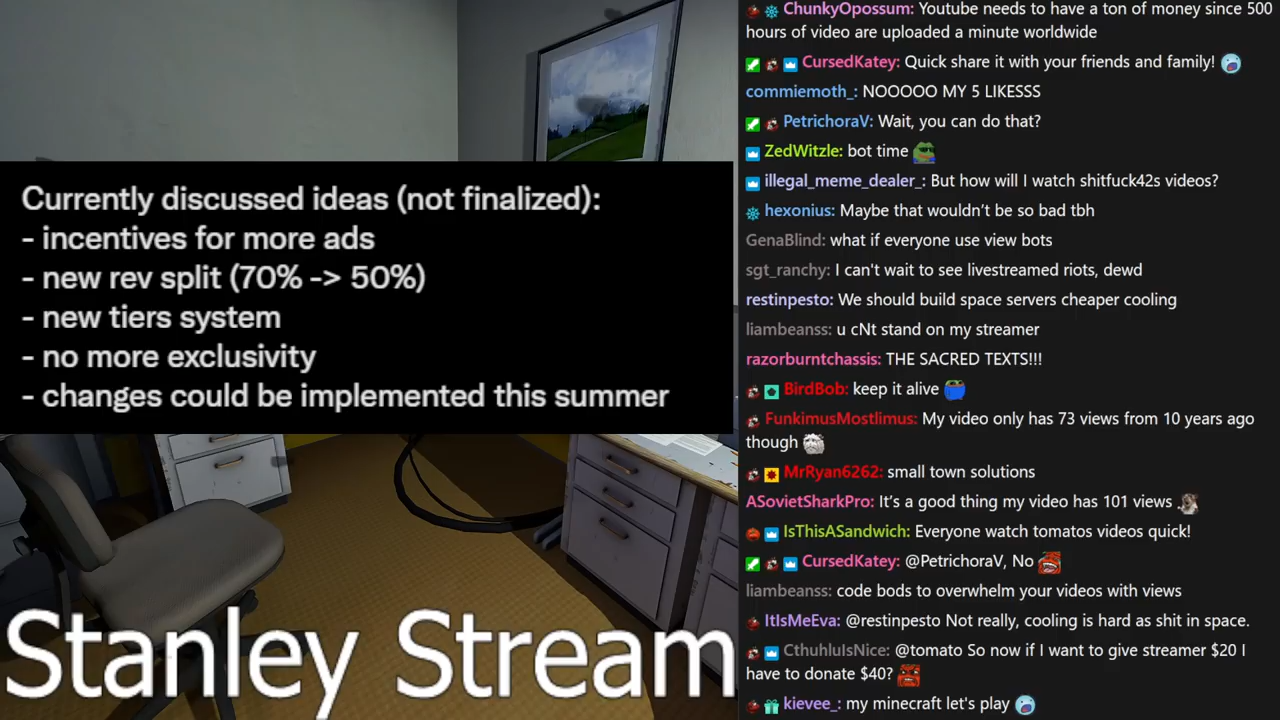 Currently discussed ideas (not finalized):
- incentives for more ads
- new rev split (70% -> 50%)
- new tiers system
- no more exclusivity
- changes could be implemented this summer
Stanley Stream
ChunkyOpossum: Youtube needs to have a ton of money since 500
hours of video are uploaded a minute worldwide
CursedKatey: Quick share it with your friends and family!
commiemoth_: NOOOOO MY 5 LIKESSS
PetrichoraV: Wait, you can do that?
ZedWitzle: bot time
illegal_meme_dealer_: But how will I watch shitfuck42s videos?
hexonius: Maybe that wouldn't be so bad tbh
GenaBlind: what if everyone use view bots
sgt_ranchy: I can't wait to see livestreamed riots, dewd
restinpesto: We should build space servers cheaper cooling
liambeanss: u cNt stand on my streamer
razorburntchassis: THE SACRED TEXTS!!!
BirdBob: keep it alive
FunkimusMostlimus: My video only has 73 views from 10 years ago
though
MrRyan6262: small town solutions
ASovietSharkPro: It's a good thing my video has 101 views
IsThisASandwich: Everyone watch tomatos videos quick!
CursedKatey: @PetrichoraV, No
liambeanss: code bods to overwhelm your videos with views
ItIsMeEva: @restinpesto Not really, cooling is hard as shit in space.
CthuhluIsNice: @tomato So now if I want to give streamer $20 I
have to donate $40?
kievee_: my minecraft let's play